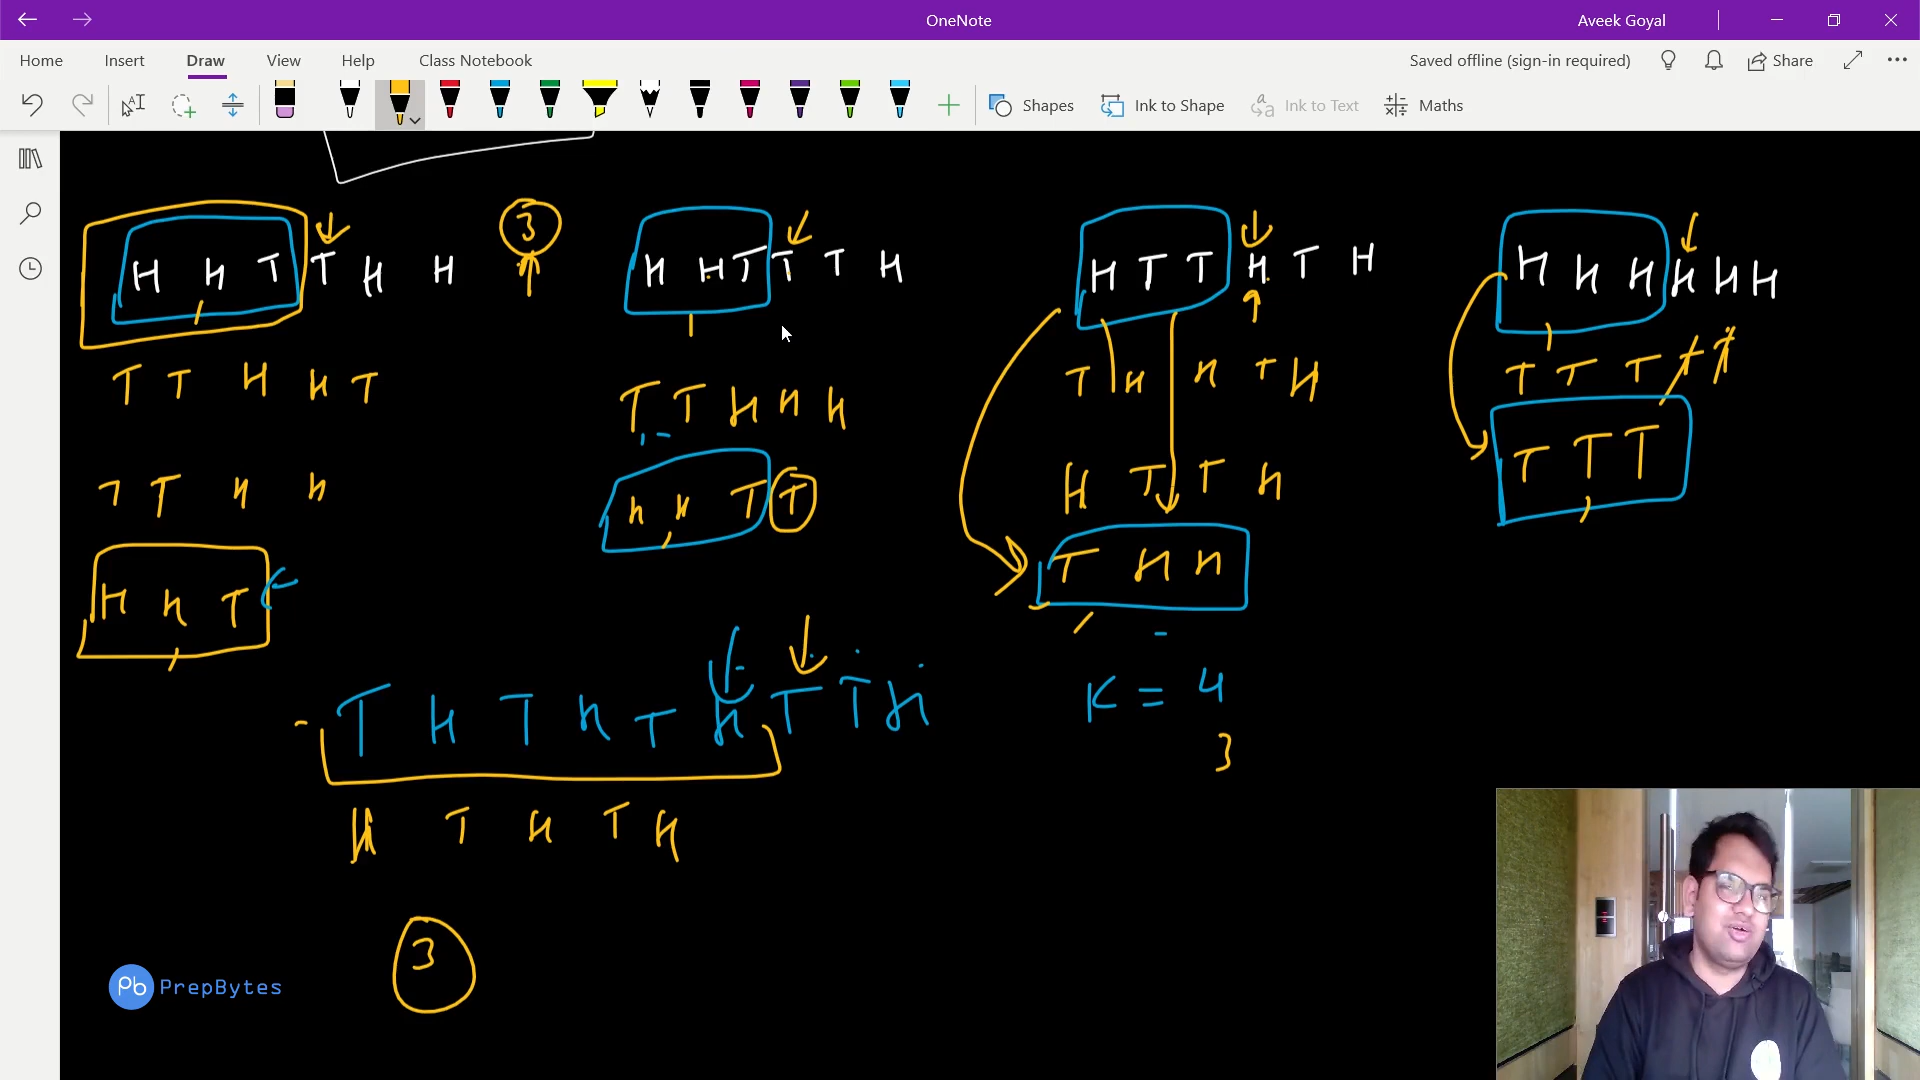 OneNote
Aveek Goyal
Home Insert Draw View Help Class Notebook
Saved offline (sign-in required) Share
Shapes Ink to Shape Ink to Text Maths
H H T T H H
3
H H T T T H
H T T H T H
H H H H H H
T T H H T
T T H H H
T H H T H
T T T T T
T T H H
H H T T
H T T H
T T T
H H T
T H H
T H T H T H T T H
K = 4
3
H T H T H
3
Pb PrepBytes